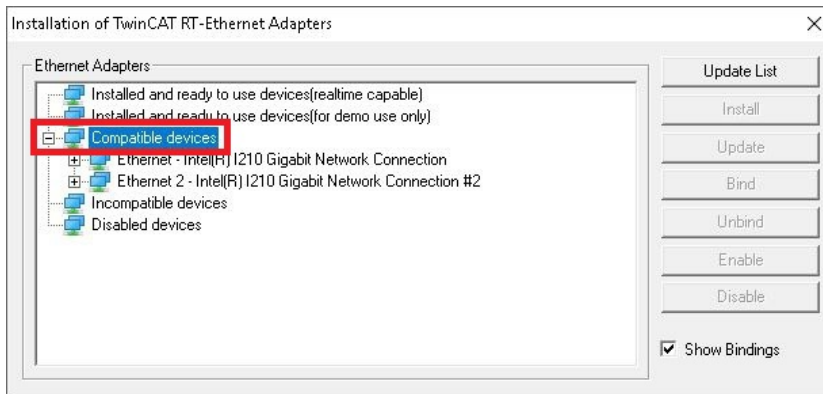 Installation of TwinCAT RT-Ethernet Adapters
Ethernet Adapters
Installed and ready to use devices(realtime capable)
Installed and ready to use devices(for demo use only)
Compatible devices
Ethernet - Intel(R) I210 Gigabit Network Connection
Ethernet 2 - Intel(R) I210 Gigabit Network Connection #2
Incompatible devices
Disabled devices
Update List
Install
Update
Bind
Unbind
Enable
Disable
Show Bindings